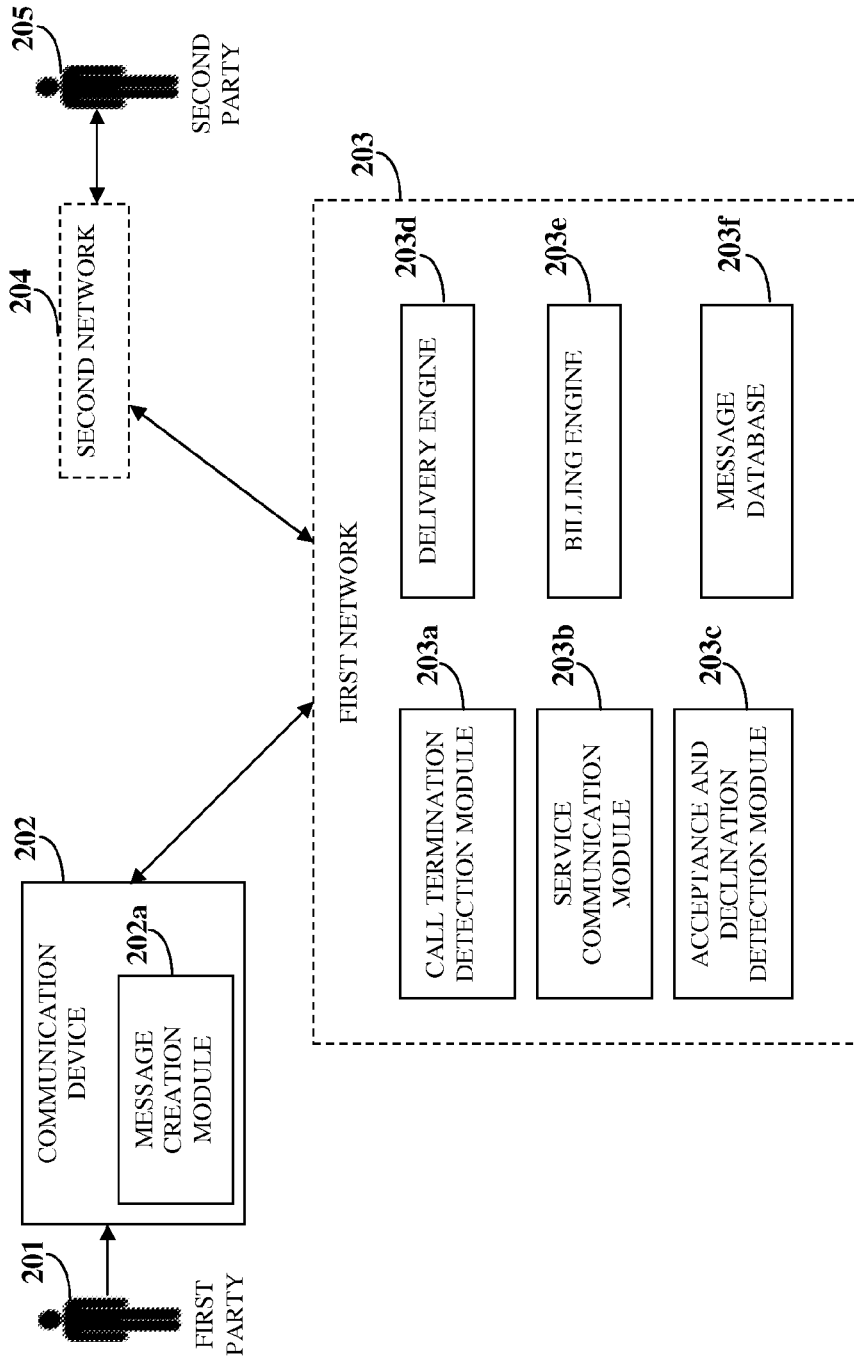 201
FIRST
PARTY
202
COMMUNICATION
DEVICE
202a
MESSAGE
CREATION
MODULE
204
SECOND NETWORK
205
SECOND
PARTY
203
FIRST NETWORK
203a
CALL TERMINATION
DETECTION MODULE
203b
SERVICE
COMMUNICATION
MODULE
203c
ACCEPTANCE AND
DECLINATION
DETECTION MODULE
203d
DELIVERY ENGINE
203e
BILLING ENGINE
203f
MESSAGE
DATABASE